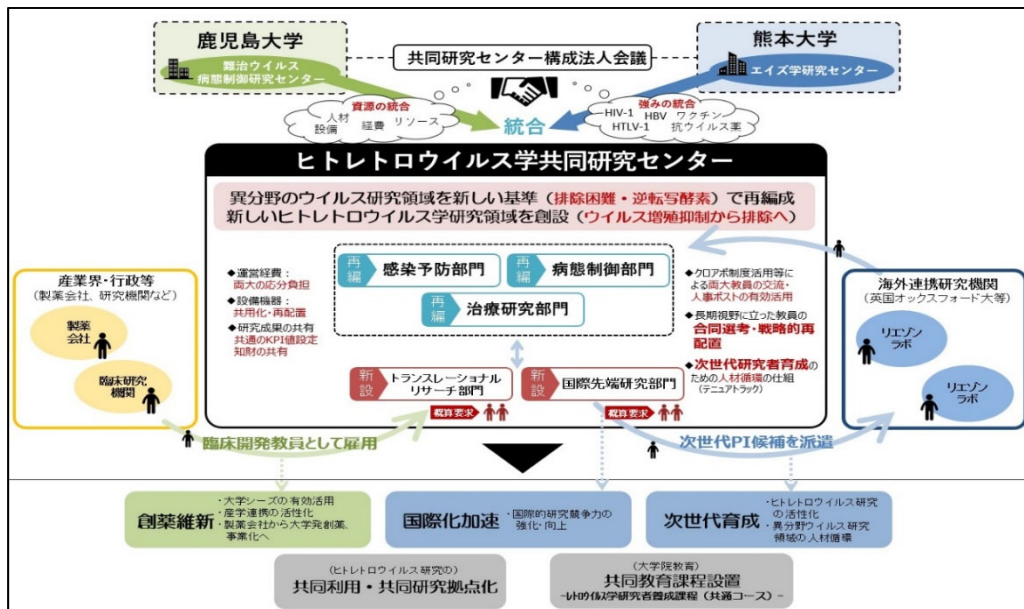 鹿児島大学
難治ウイルス
病態制御研究センター
共同研究センター構成法人会議
熊本大学
エイズ学研究センター
資源の統合
人材
設備
経費
リソース
統合
強みの統合
HIV-1 HBV ワクチン
HTLV-1 抗ウイルス薬
ヒトレトロウイルス学共同研究センター
異分野のウイルス研究領域を新しい基準(排除困難・逆転写酵素)で再編成
新しいヒトレトロウイルス学研究領域を創設(ウイルス増殖抑制から排除へ)
産業界・行政等
(製薬会社、研究機関など)
製薬
会社
臨床研究
機関
◆運営経費:
両大の応分負担
◆設備機器:
共用化・再配置
◆研究成果の共有
共通のKPI値設定
知財の共有
再編
感染予防部門
再編
病態制御部門
再編
治療研究部門
新設
トランスレーショナル
リサーチ部門
概算要求
新設
国際先端研究部門
概算要求
◆クロアポ制度活用等
による両大教員の交流・
人事ポストの有効活用
◆長期視野に立った教員の
合同選考・戦略的再
配置
◆次世代研究者育成の
ための人材循環の仕組
(テニュアトラック)
海外連携研究機関
(英国オックスフォード大等)
リエゾン
ラボ
リエゾン
ラボ
臨床開発教員として雇用
次世代PI候補を派遣
創薬維新
・大学シーズの有効活用
・産学連携の活性化
・製薬会社から大学発創薬、
事業化へ
国際化加速
・国際的研究競争力の
強化・向上
次世代育成
・ヒトレトロウイルス研究
の活性化
・異分野ウイルス研究
領域の人材循環
(ヒトレトロウイルス研究の)
共同利用・共同研究拠点化
(大学院教育)
共同教育課程設置
-レトロウイルス学研究者養成課程(共通コース)-